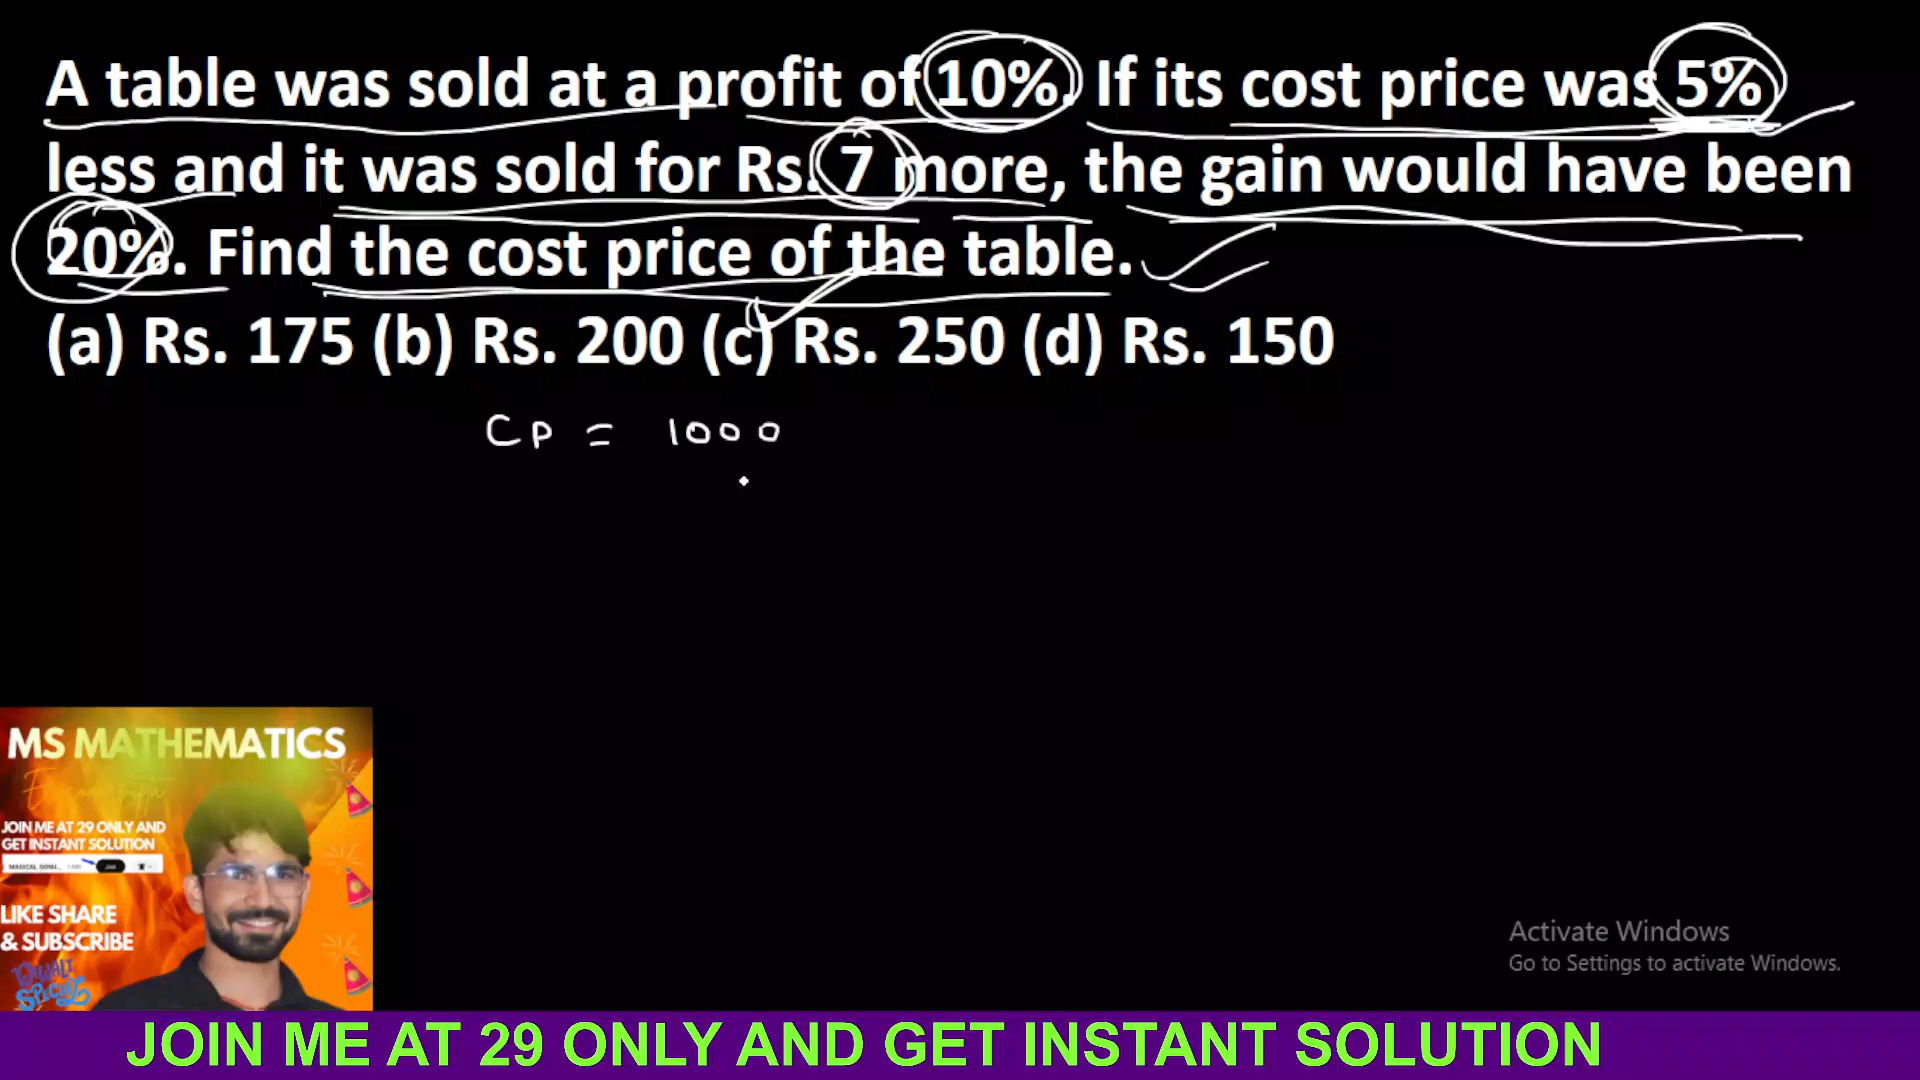 A table was sold at a profit of 10%. If its cost price was 5%
less and it was sold for Rs. 7 more, the gain would have been
20%. Find the cost price of the table.
(a) Rs. 175 (b) Rs. 200 (c) Rs. 250 (d) Rs. 150
CP = 1000
MS MATHEMATICS
JOIN ME AT 29 ONLY AND
GET INSTANT SOLUTION
LIKE SHARE
& SUBSCRIBE
DIWALI
SPECIAL
Activate Windows
Go to Settings to activate Windows.
JOIN ME AT 29 ONLY AND GET INSTANT SOLUTION